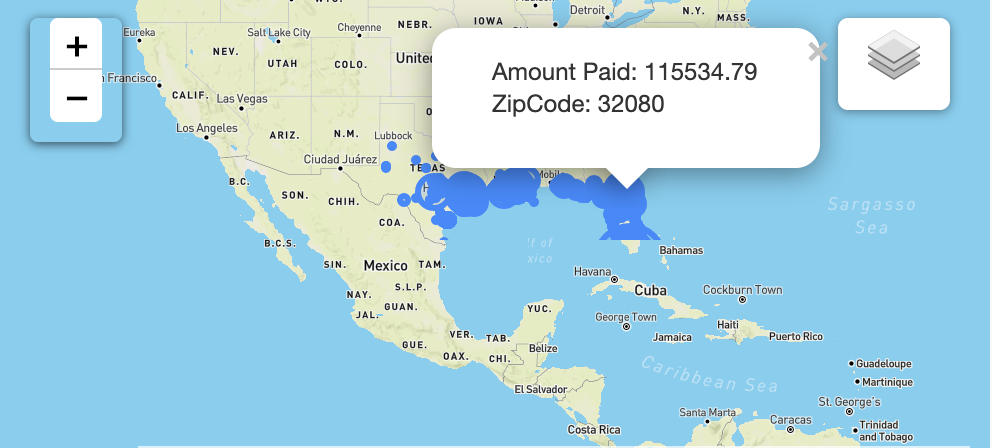 WYO.
Detroit
N.Y.
MASS.
Eureka
Salt Lake City
Cheyenne
NEBR.
IOWA
+
NEV.
UTAH
COLO.
United
×
Amount Paid: 115534.79
ZipCode: 32080
n Francisco
CALIF.
Las Vegas
−
Los Angeles
ARIZ.
N.M.
Lubbock
Ciudad Juárez
TEXAS
Mobile
B.C.
SON.
CHIH.
COA.
Sargasso
Sea
B.C.S.
lf of
xico
Bahamas
SIN.
Mexico
TAM.
Havana
Cuba
Cockburn Town
NAY.
S.L.P.
GUAN.
JAL.
YUC.
George Town
Haiti
Jamaica
Puerto Rico
VER.
TAB.
GUE.
OAX.
CHI.
Belize
Caribbean Sea
Guadeloupe
Martinique
El Salvador
St. George's
Santa Marta
Caracas
Costa Rica
Trinidad
and Tobago